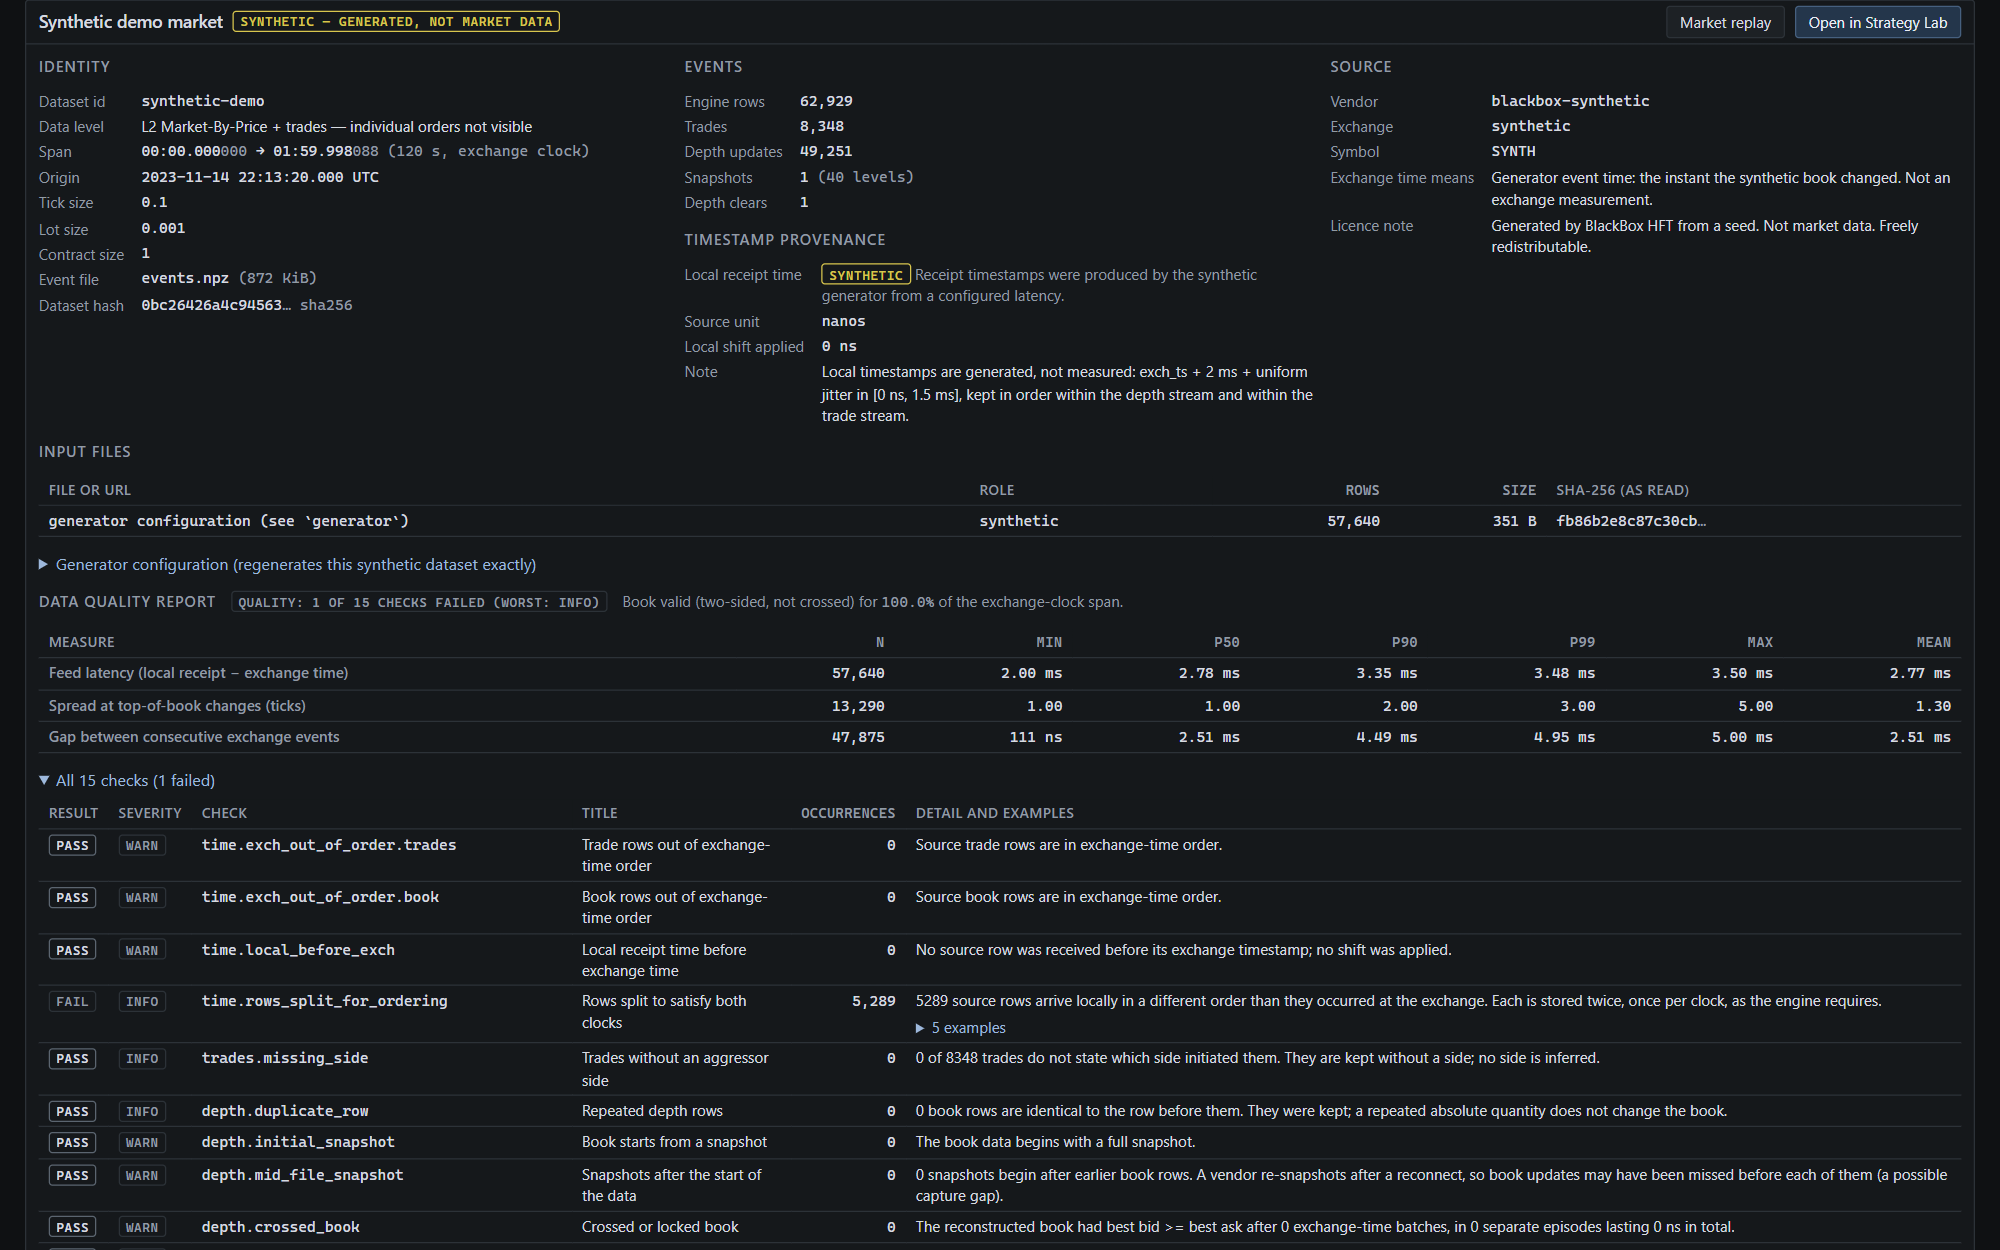 Synthetic demo market SYNTHETIC — GENERATED, NOT MARKET DATA Market replay Open in Strategy Lab
IDENTITY
Dataset id synthetic-demo
Data level L2 Market-By-Price + trades — individual orders not visible
Span 00:00.000000 → 01:59.998088 (120 s, exchange clock)
Origin 2023-11-14 22:13:20.000 UTC
Tick size 0.1
Lot size 0.001
Contract size 1
Event file events.npz (872 KiB)
Dataset hash 0bc26426a4c94563… sha256
EVENTS
Engine rows 62,929
Trades 8,348
Depth updates 49,251
Snapshots 1 (40 levels)
Depth clears 1
TIMESTAMP PROVENANCE
Local receipt time SYNTHETIC Receipt timestamps were produced by the synthetic
generator from a configured latency.
Source unit nanos
Local shift applied 0 ns
Note Local timestamps are generated, not measured: exch_ts + 2 ms + uniform
jitter in [0 ns, 1.5 ms], kept in order within the depth stream and within the
trade stream.
SOURCE
Vendor blackbox-synthetic
Exchange synthetic
Symbol SYNTH
Exchange time means Generator event time: the instant the synthetic book changed. Not an
exchange measurement.
Licence note Generated by BlackBox HFT from a seed. Not market data. Freely
redistributable.
INPUT FILES
FILE OR URL ROLE ROWS SIZE SHA-256 (AS READ)
generator configuration (see `generator`) synthetic 57,640 351 B fb86b2e8c87c30cb…
▶ Generator configuration (regenerates this synthetic dataset exactly)
DATA QUALITY REPORT QUALITY: 1 OF 15 CHECKS FAILED (WORST: INFO) Book valid (two-sided, not crossed) for 100.0% of the exchange-clock span.
MEASURE N MIN P50 P90 P99 MAX MEAN
Feed latency (local receipt − exchange time) 57,640 2.00 ms 2.78 ms 3.35 ms 3.48 ms 3.50 ms 2.77 ms
Spread at top-of-book changes (ticks) 13,290 1.00 1.00 2.00 3.00 5.00 1.30
Gap between consecutive exchange events 47,875 111 ns 2.51 ms 4.49 ms 4.95 ms 5.00 ms 2.51 ms
▼ All 15 checks (1 failed)
RESULT SEVERITY CHECK TITLE OCCURRENCES DETAIL AND EXAMPLES
PASS WARN time.exch_out_of_order.trades Trade rows out of exchange- 0 Source trade rows are in exchange-time order.
time order
PASS WARN time.exch_out_of_order.book Book rows out of exchange- 0 Source book rows are in exchange-time order.
time order
PASS WARN time.local_before_exch Local receipt time before 0 No source row was received before its exchange timestamp; no shift was applied.
exchange time
FAIL INFO time.rows_split_for_ordering Rows split to satisfy both 5,289 5289 source rows arrive locally in a different order than they occurred at the exchange. Each is stored twice, once per clock, as the engine requires.
clocks ▶ 5 examples
PASS INFO trades.missing_side Trades without an aggressor 0 0 of 8348 trades do not state which side initiated them. They are kept without a side; no side is inferred.
side
PASS INFO depth.duplicate_row Repeated depth rows 0 0 book rows are identical to the row before them. They were kept; a repeated absolute quantity does not change the book.
PASS WARN depth.initial_snapshot Book starts from a snapshot 0 The book data begins with a full snapshot.
PASS WARN depth.mid_file_snapshot Snapshots after the start of 0 0 snapshots begin after earlier book rows. A vendor re-snapshots after a reconnect, so book updates may have been missed before each of them (a possible
the data capture gap).
PASS WARN depth.crossed_book Crossed or locked book 0 The reconstructed book had best bid >= best ask after 0 exchange-time batches, in 0 separate episodes lasting 0 ns in total.